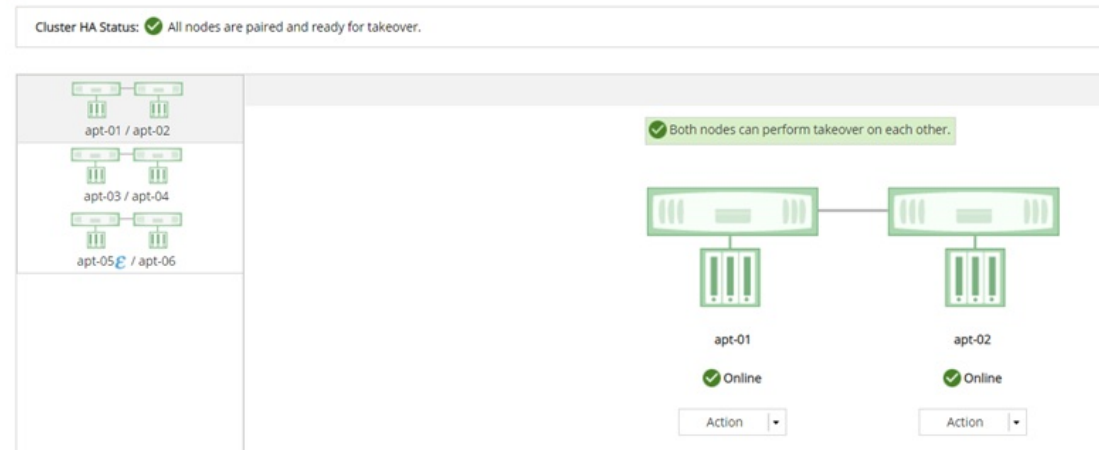 Cluster HA Status: All nodes are paired and ready for takeover.
apt-01 / apt-02
apt-03 / apt-04
apt-05ε / apt-06
Both nodes can perform takeover on each other.
apt-01
apt-02
Online
Online
Action
Action